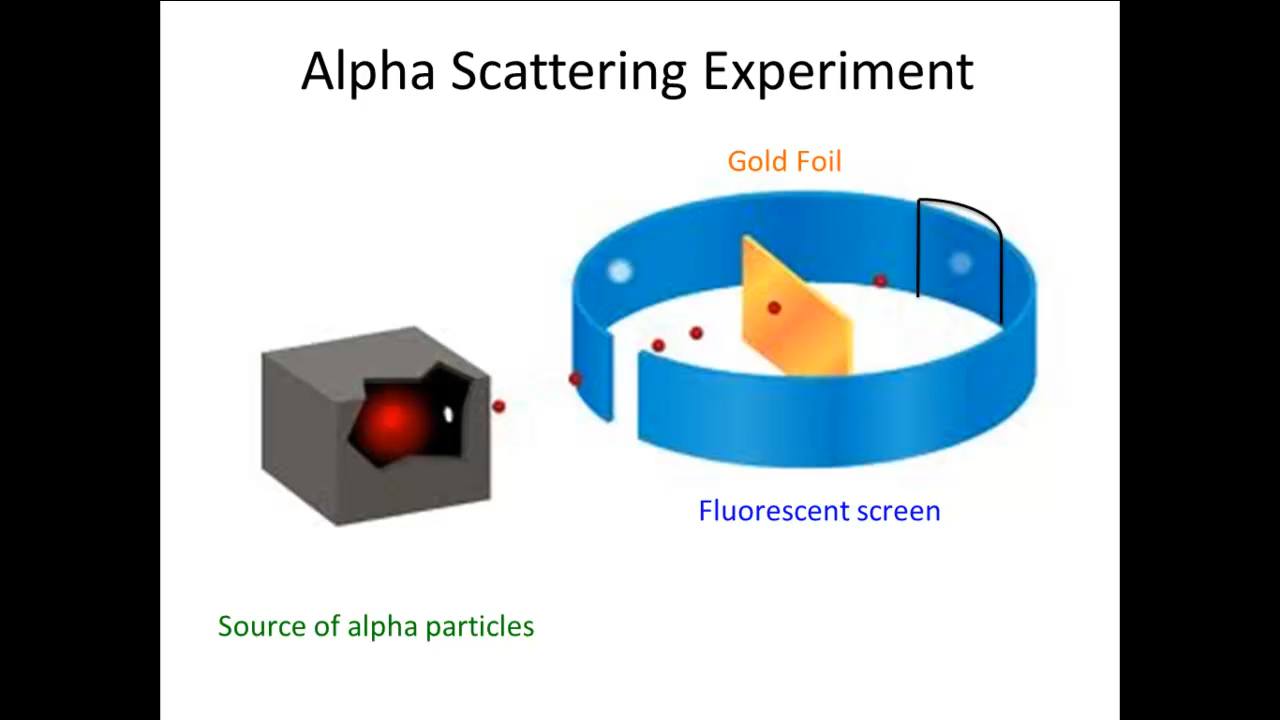 Alpha Scattering Experiment
Gold Foil
Fluorescent screen
Source of alpha particles